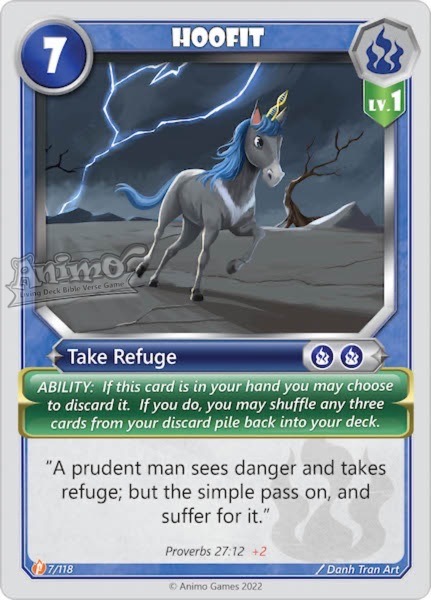 7
HOOFIT
LV.1
Animo
Living Deck Bible Verse Game
Take Refuge
ABILITY: If this card is in your hand you may choose
to discard it. If you do, you may shuffle any three
cards from your discard pile back into your deck.
“A prudent man sees danger and takes
refuge; but the simple pass on, and
suffer for it.”
Proverbs 27:12 +2
7/118
/ Danh Tran Art
© Animo Games 2022